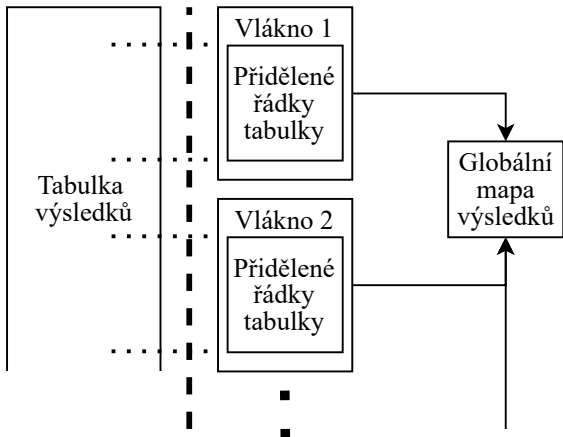 Tabulka
výsledků
Vlákno 1
Přidělené
řádky
tabulky
Vlákno 2
Přidělené
řádky
tabulky
Globální
mapa
výsledků